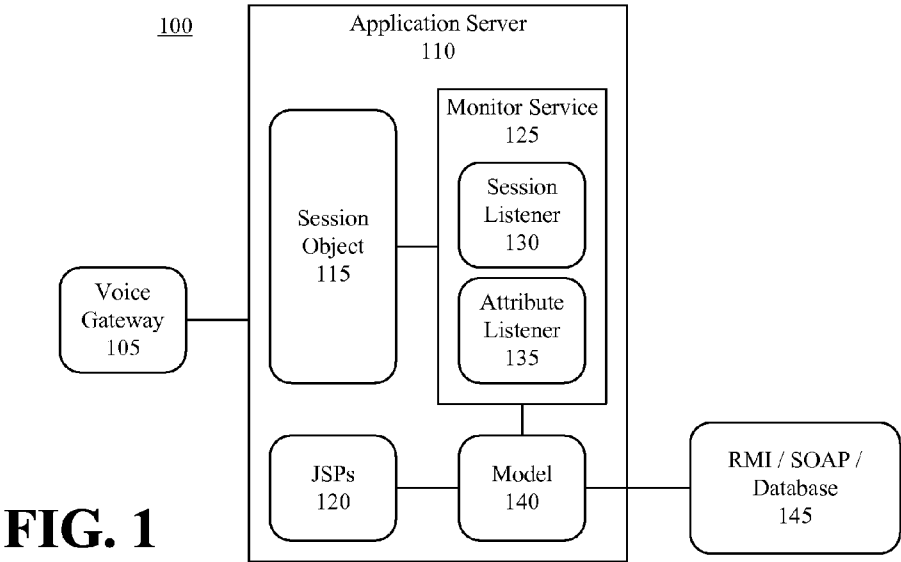 100
Application Server
110
Monitor Service
125
Session
Listener
130
Session
Object
115
Attribute
Listener
135
Voice
Gateway
105
JSPs
120
Model
140
RMI / SOAP /
Database
145
FIG. 1